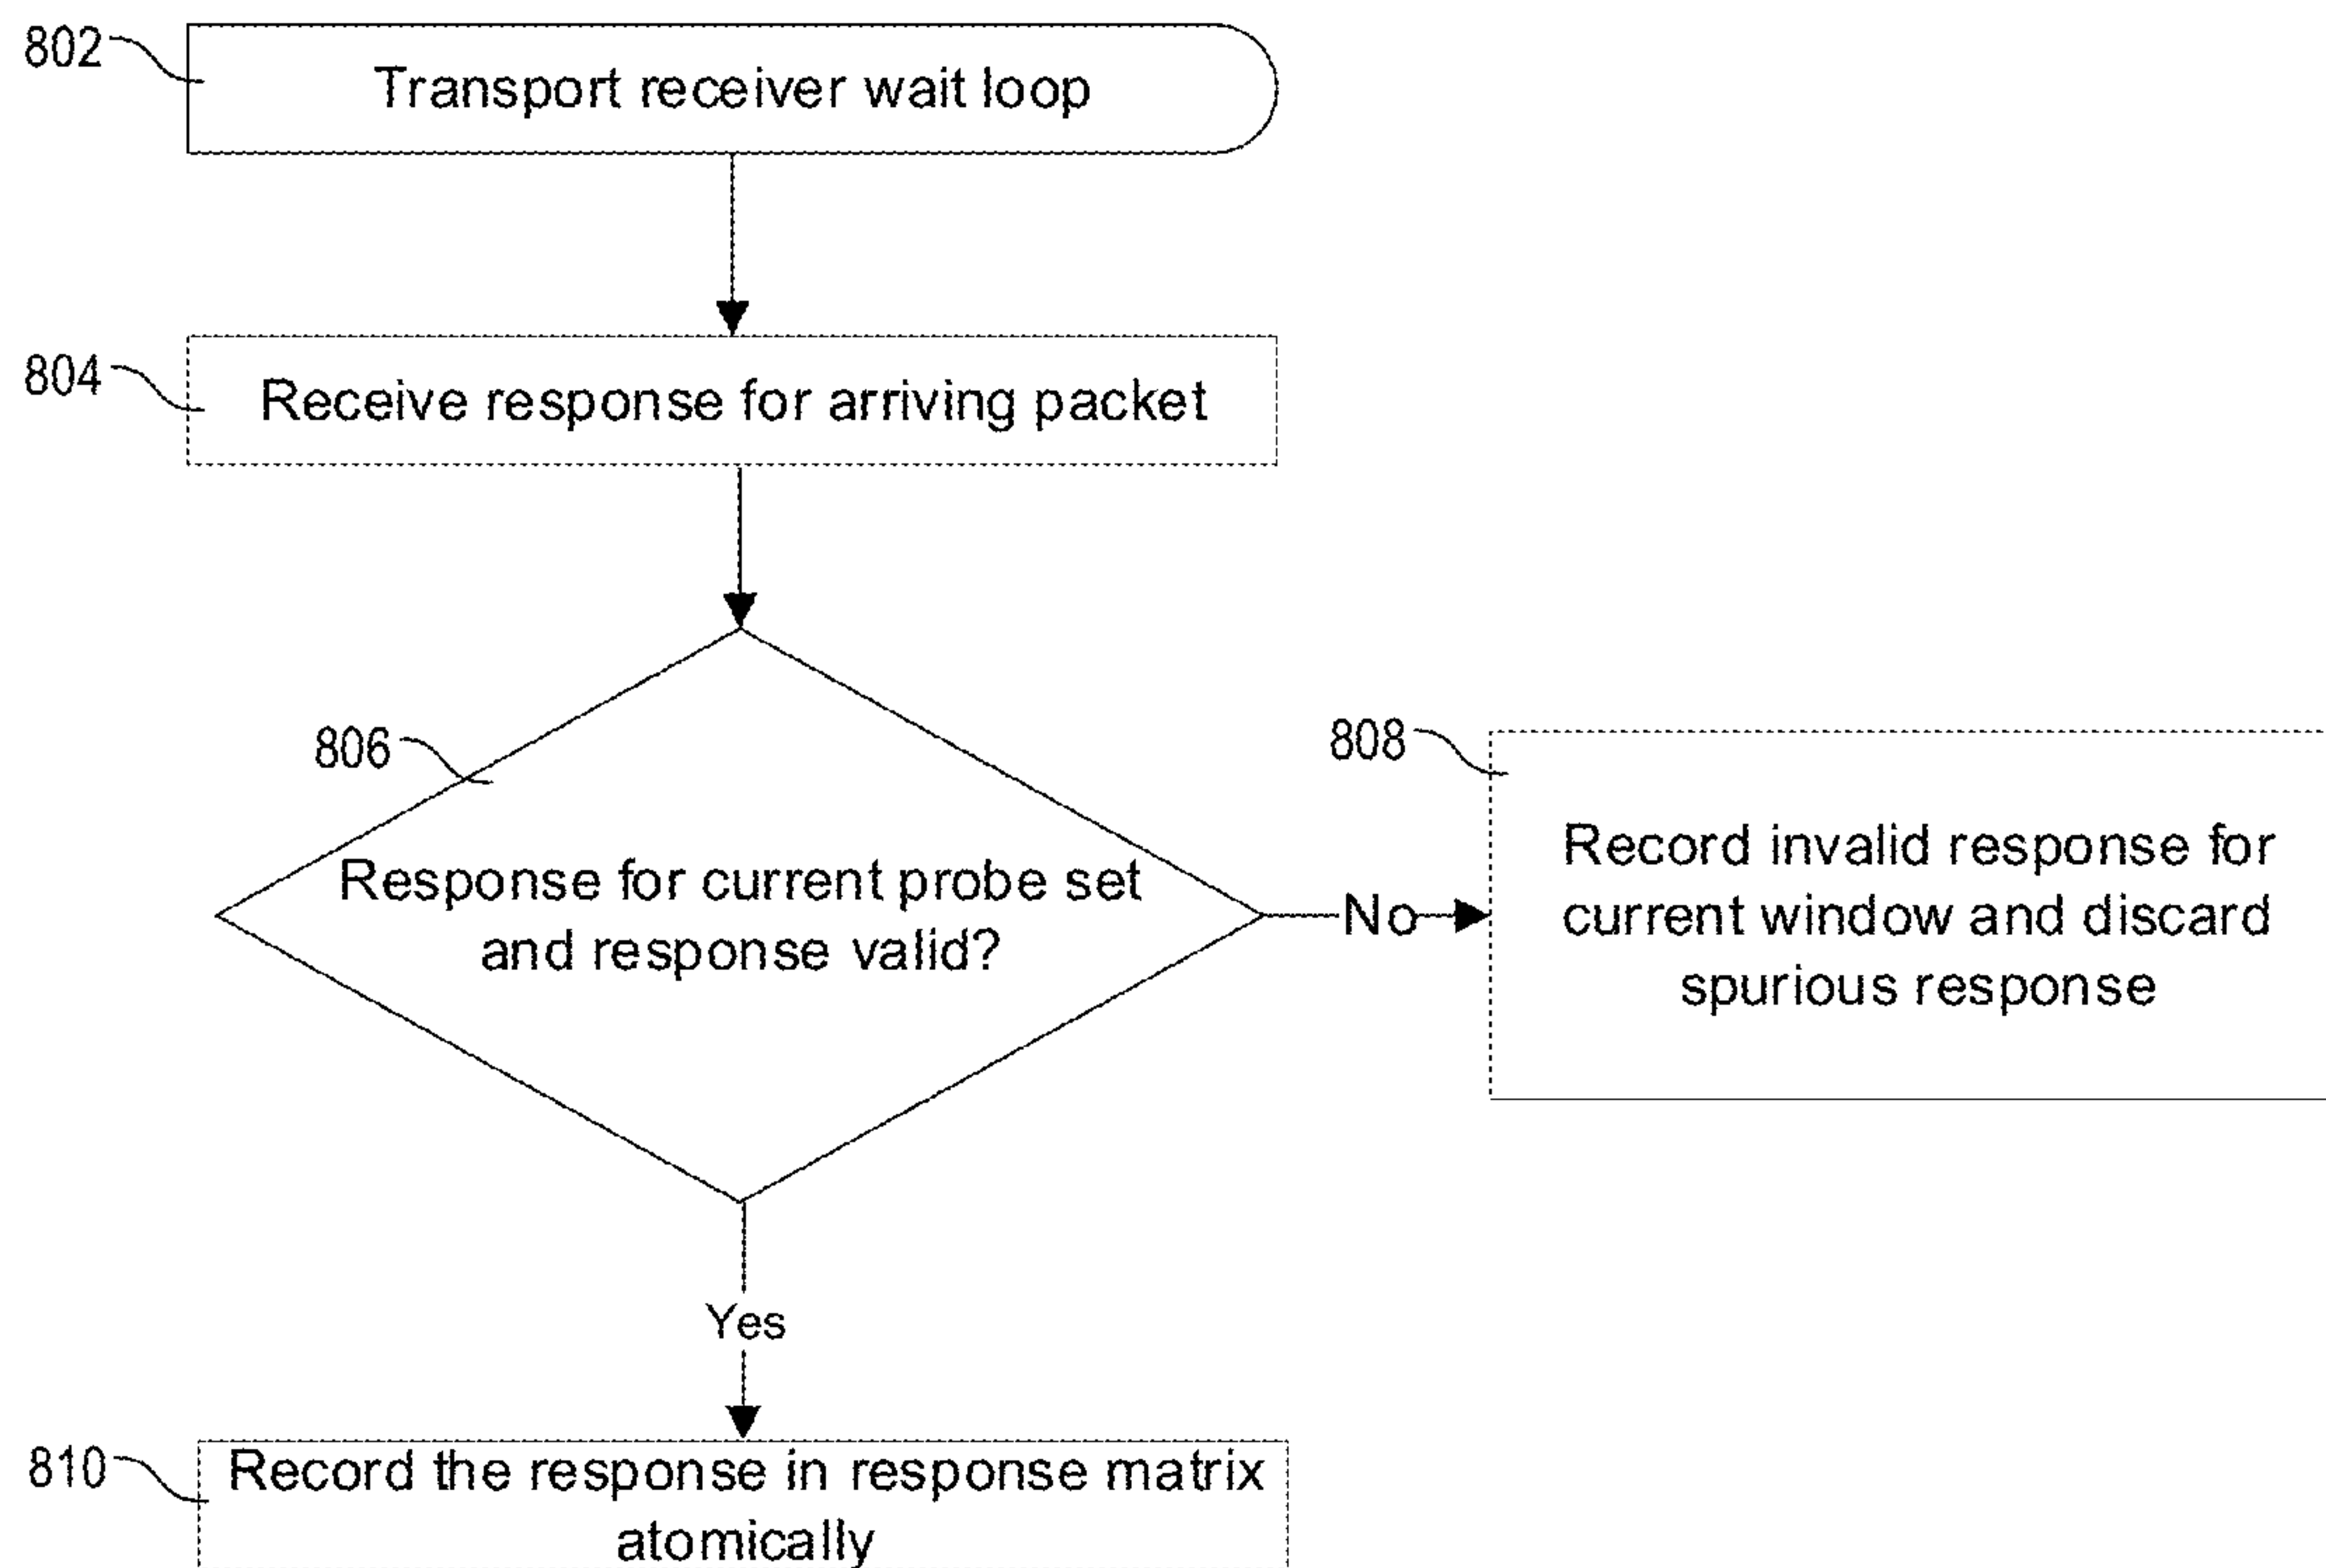 802
Transport receiver wait loop
804
Receive response for arriving packet
806
Response for current probe set
and response valid?
No
808
Record invalid response for
current window and discard
spurious response
Yes
810
Record the response in response matrix
atomically